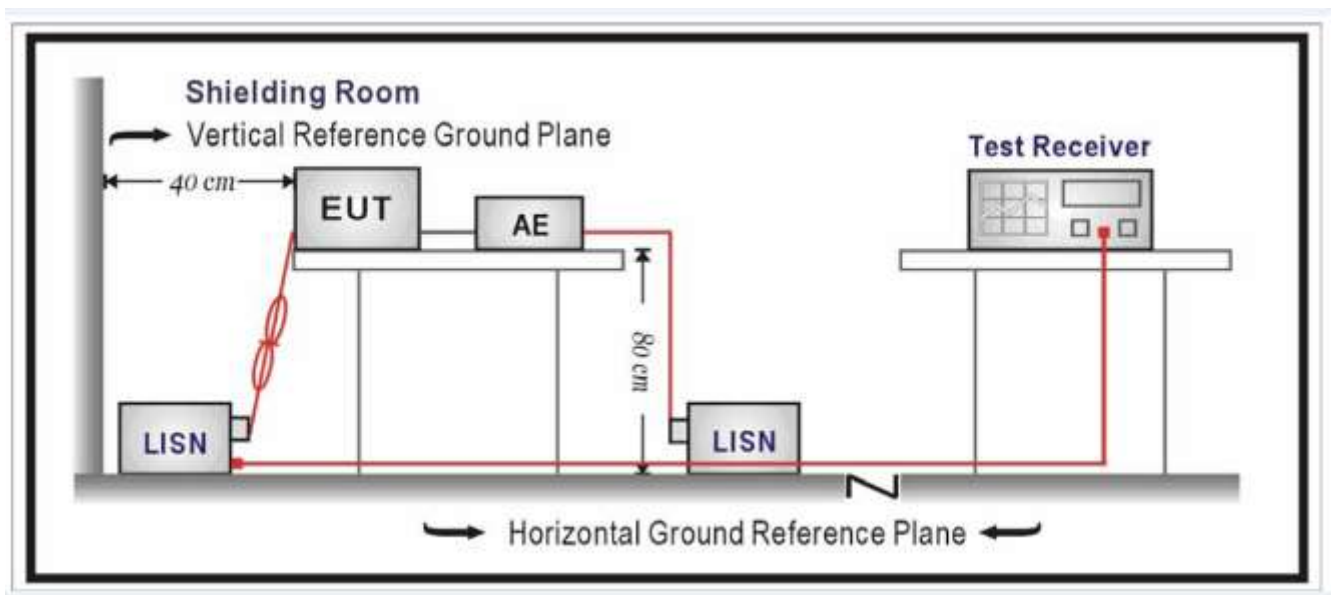 Shielding Room
Vertical Reference Ground Plane
Test Receiver
40 cm
EUT
AE
80 cm
LISN
LISN
Horizontal Ground Reference Plane